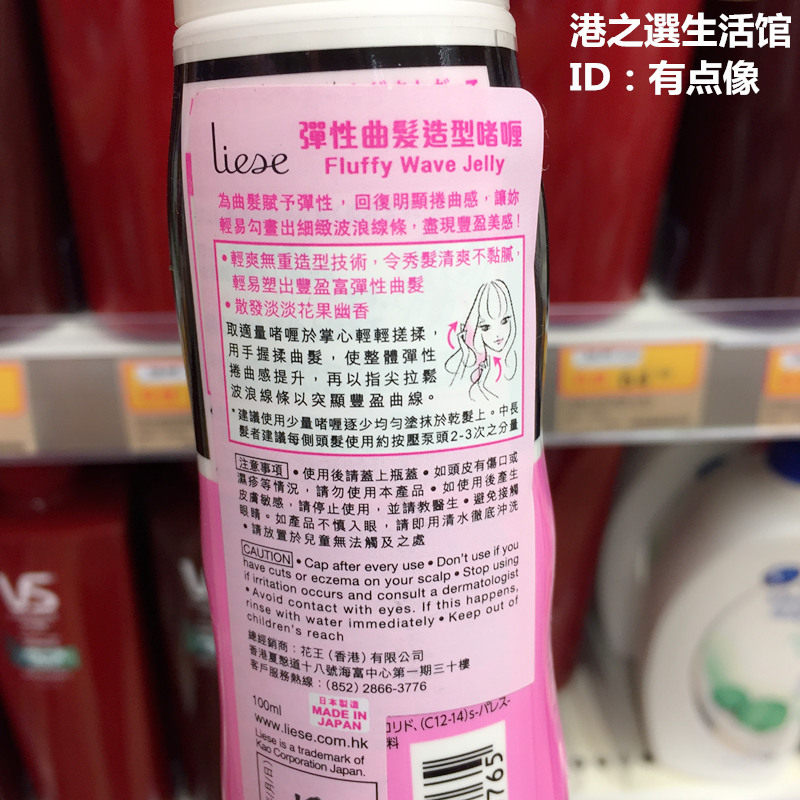 港之選生活馆
ID：有点像
Liese
彈性曲髮造型啫喱
Fluffy Wave Jelly
為曲髮賦予彈性，回復明顯捲曲感，讓妳
輕易勾畫出細緻波浪線條，盡現豐盈美感！
•輕爽無重造型技術，令秀髮清爽不黏膩，
輕易塑出豐盈富彈性曲髮
•散發淡淡花果幽香
取適量啫喱於掌心輕輕搓揉，
用手握揉曲髮，使整體彈性
捲曲感提升，再以指尖拉鬆
波浪線條以突顯豐盈曲線。
*建議使用少量啫喱逐少均勻塗抹於乾髮上。中長
髮者建議每側頭髮使用約按壓泵頭2-3次之分量
注意事項 •使用後請蓋上瓶蓋•如頭皮有傷口或
濕疹等情況，請勿使用本產品•如使用後產生
皮膚敏感，請停止使用，並請教醫生•避免接觸
眼睛。如產品不慎入眼，請即用清水徹底沖洗
•請放置於兒童無法觸及之處
CAUTION •Cap after every use •Don't use if you
have cuts or eczema on your scalp •Stop using
if irritation occurs and consult a dermatologist
•Avoid contact with eyes. If this happens,
rinse with water immediately •Keep out of
children's reach
總經銷商：花王（香港）有限公司
香港夏慤道十八號海富中心第一期三十樓
客戶服務熱線：(852) 2866-3776
100ml
日本製造
MADE IN
JAPAN
www.liese.com.hk
Liese is a trademark of
Kao Corporation Japan.
コリド、(C12-14)s-パレス-
料
765
VS